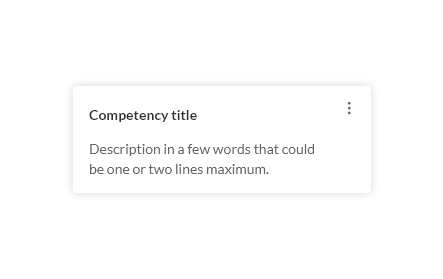 Competency title
Description in a few words that could
be one or two lines maximum.